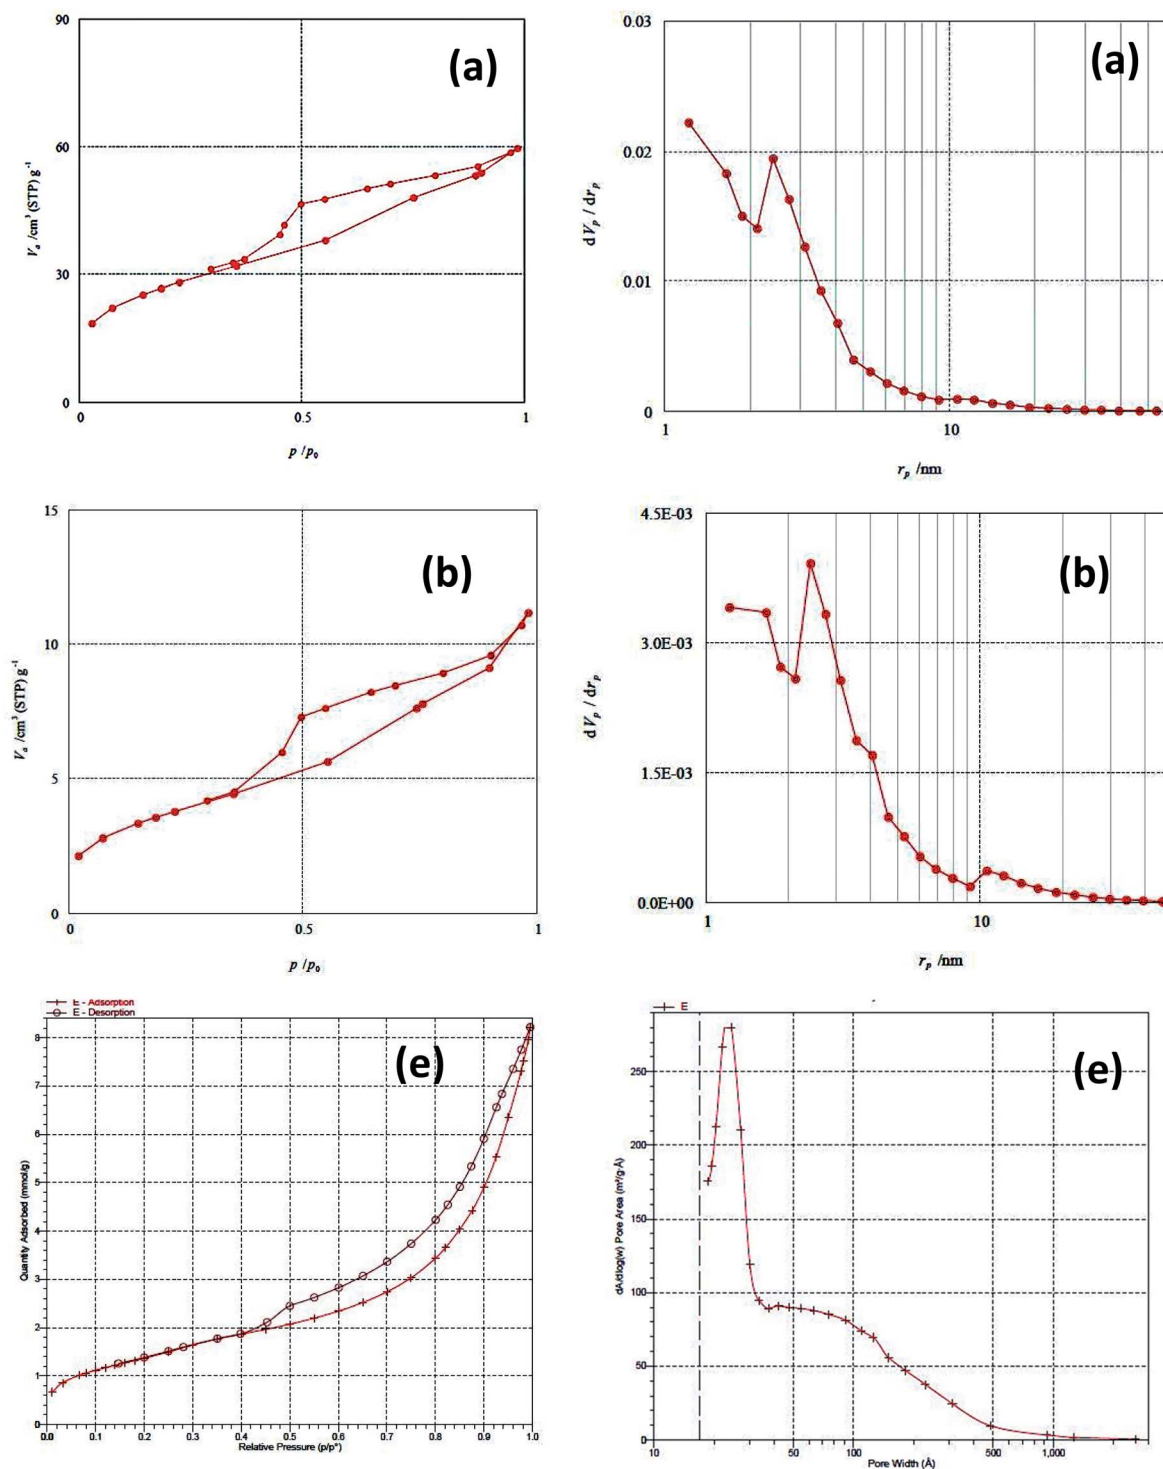 90
(a)
60
30
0
0
0.5
1
Va /cm³ (STP) g⁻¹
p /p₀
0.03
(a)
0.02
0.01
0
1
10
dVp / drp
rp /nm
15
(b)
10
5
0
0
0.5
1
Va /cm³ (STP) g⁻¹
p /p₀
4.5E-03
(b)
3.0E-03
1.5E-03
0.0E+00
1
10
dVp / drp
rp /nm
E - Adsorption
E - Desorption
(e)
8
7
6
5
4
3
2
1
0
0.0
0.1
0.2
0.3
0.4
0.5
0.6
0.7
0.8
0.9
1.0
Quantity Adsorbed (mmol/g)
Relative Pressure (p/p°)
E
(e)
250
200
150
100
50
0
10
50
100
500
1,000
dA/dlog(w) Pore Area (m²/g·Å)
Pore Width (Å)